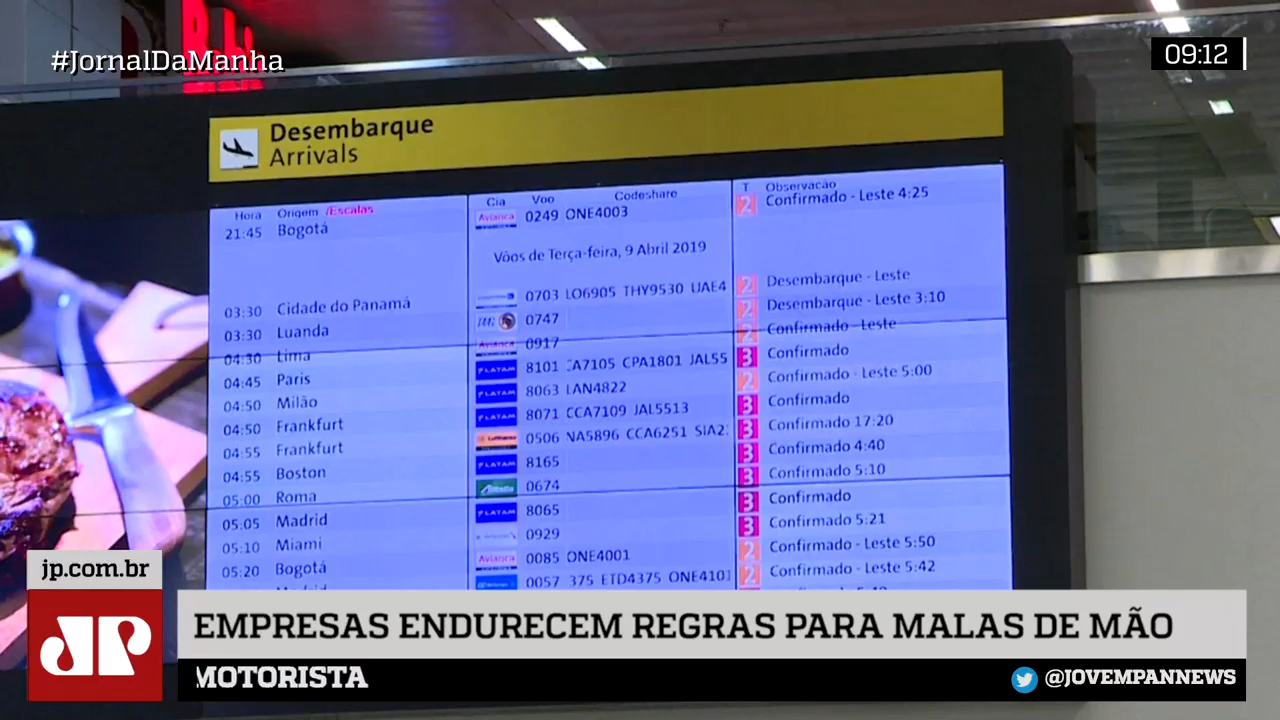 #JornalDaManha
09:12
Desembarque
Arrivals
Hora Origem /Escalas Cia Voo Codeshare T Observacão
21:45 Bogotá Avianca 0249 ONE4003 2 Confirmado - Leste 4:25
Vôos de Terça-feira, 9 Abril 2019
03:30 Cidade do Panamá 0703 LO6905 THY9530 UAE4 2 Desembarque - Leste
03:30 Luanda 0747 2 Desembarque - Leste 3:10
04:30 Lima Avianca 0917 2 Confirmado - Leste
04:45 Paris LATAM 8101 CA7105 CPA1801 JAL55 3 Confirmado
04:50 Milão LATAM 8063 LAN4822 2 Confirmado - Leste 5:00
04:50 Frankfurt LATAM 8071 CCA7109 JAL5513 3 Confirmado
04:55 Frankfurt Lufthansa 0506 NA5896 CCA6251 SIA2 3 Confirmado 17:20
04:55 Boston LATAM 8165 3 Confirmado 4:40
05:00 Roma Alitalia 0674 3 Confirmado 5:10
05:05 Madrid LATAM 8065 3 Confirmado
05:10 Miami 0929 3 Confirmado 5:21
05:20 Bogotá Avianca 0085 ONE4001 2 Confirmado - Leste 5:50
Madrid 0057 375 ETD4375 ONE4101 2 Confirmado - Leste 5:42
jp.com.br
JP
EMPRESAS ENDURECEM REGRAS PARA MALAS DE MÃO
MOTORISTA
@JOVEMPANNEWS